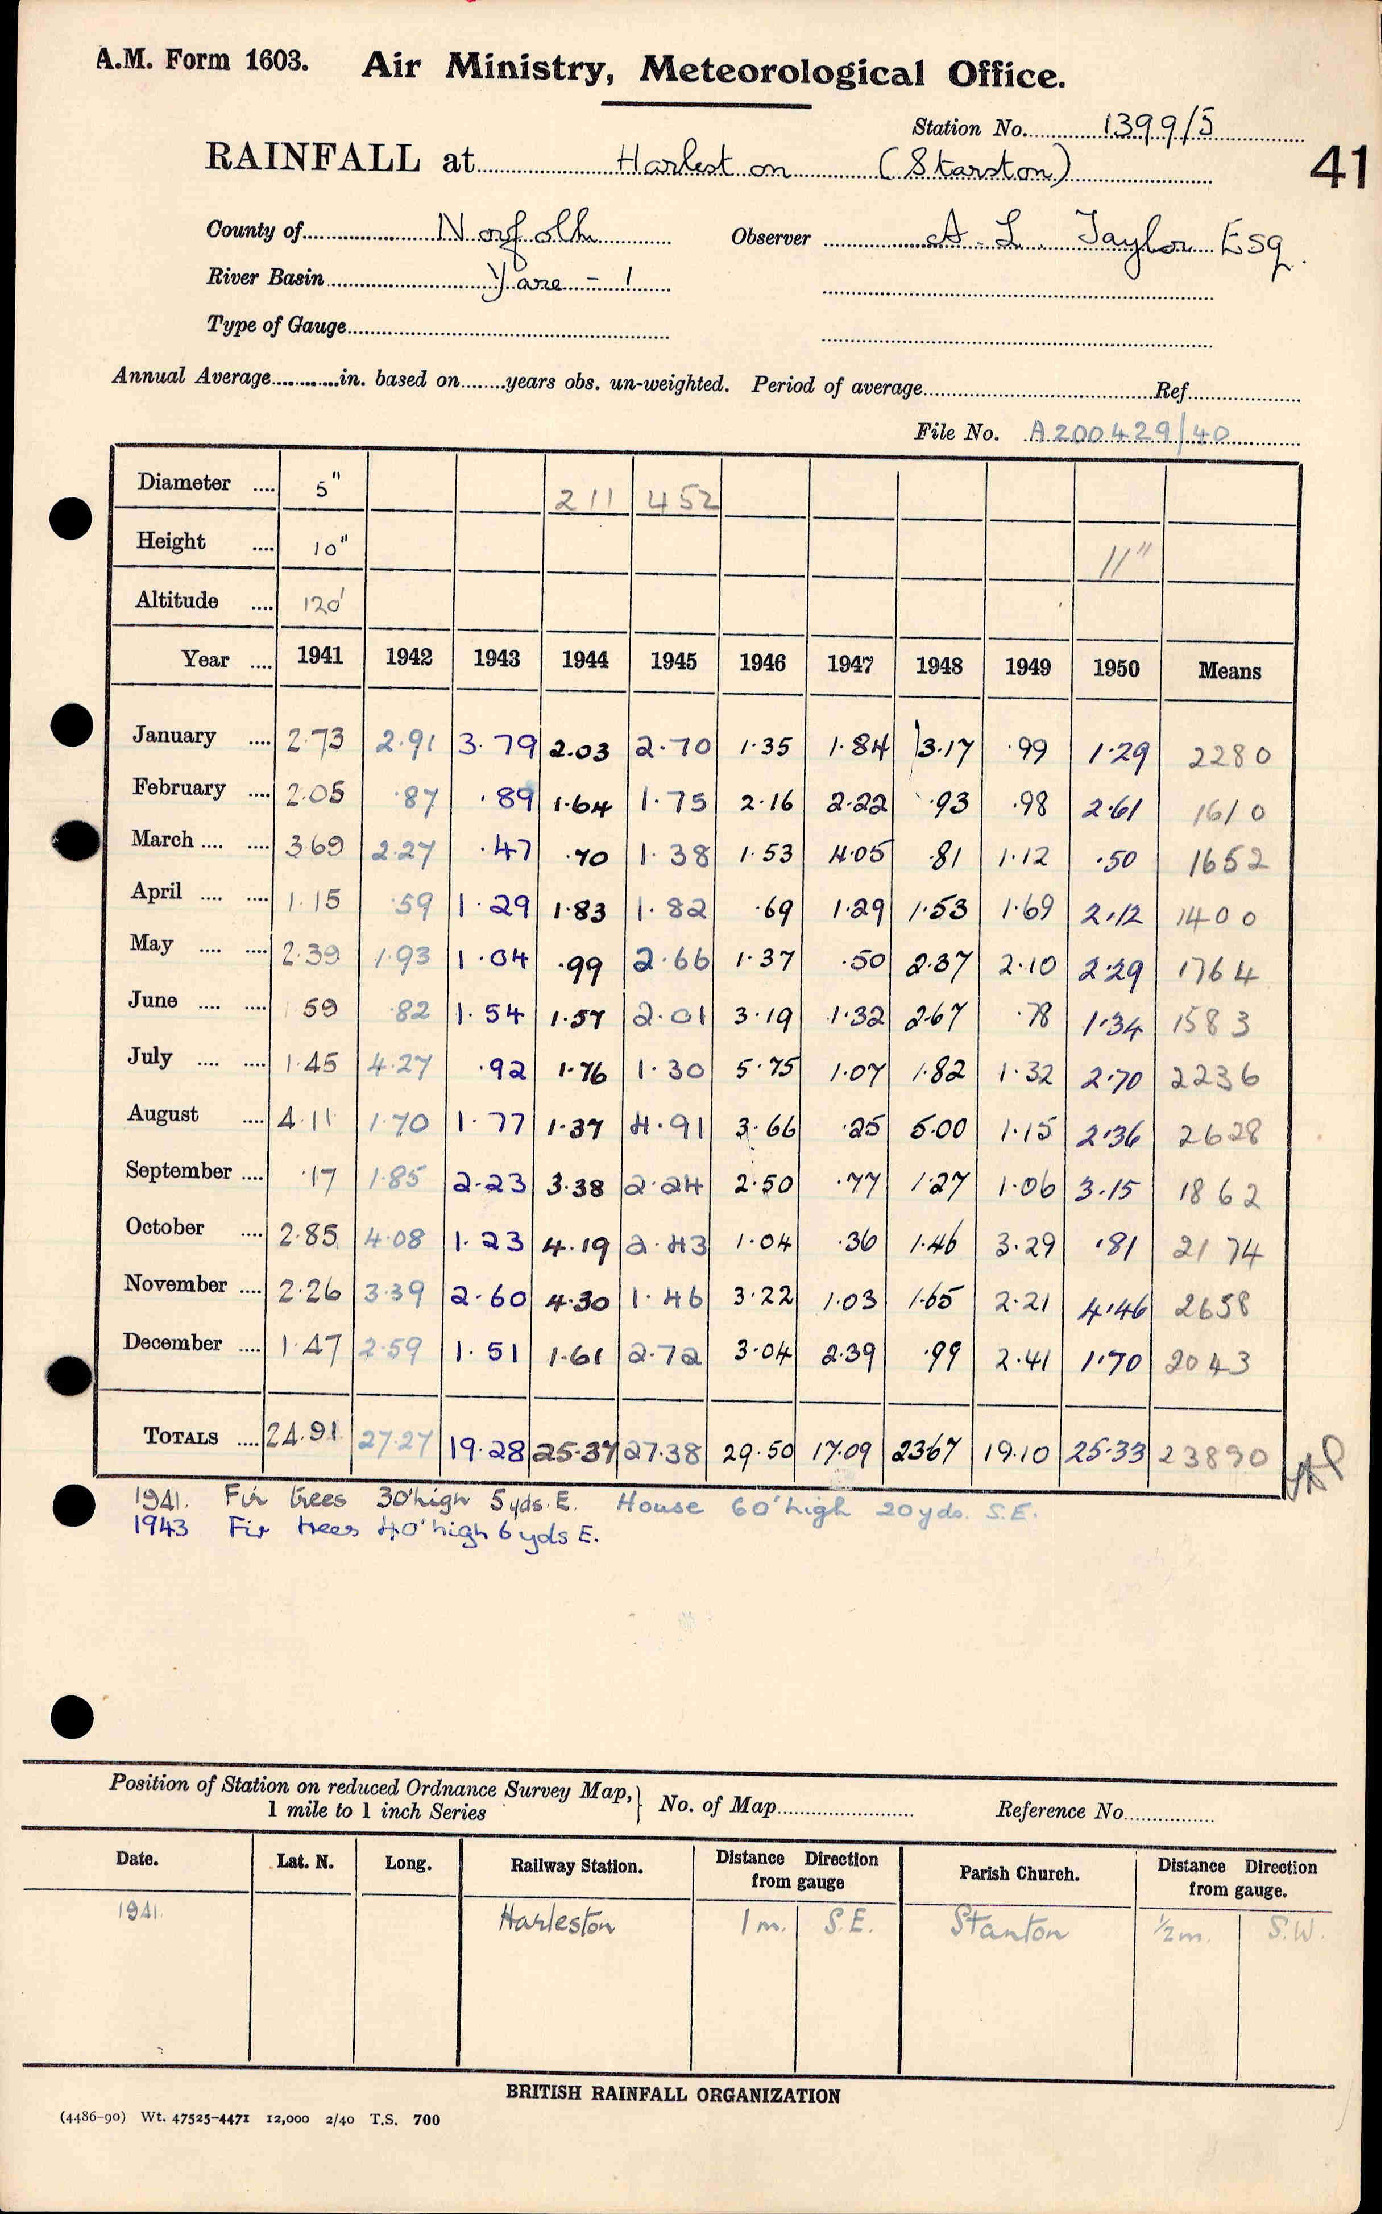 A.M. Form 1603. Air Ministry, Meteorological Office.
Station No. 1399/5
RAINFALL at Harleston (Starston)
41
County of Norfolk Observer A. L. Taylor Esq.
River Basin Yare - 1
Type of Gauge
Annual Average in. based on years obs. un-weighted. Period of average Ref.
File No. A200429/40
Diameter 5" 211 452
Height 10" 11"
Altitude 120'
Year 1941 1942 1943 1944 1945 1946 1947 1948 1949 1950 Means
January 2.73 2.91 3.79 2.03 2.70 1.35 1.84 3.17 .99 1.29 2280
February 2.05 .87 .89 1.64 1.75 2.16 2.22 .93 .98 2.61 1610
March 3.69 2.27 .47 .70 1.38 1.53 4.05 .81 1.12 .50 1652
April 1.15 .59 1.29 1.83 1.82 .69 1.29 1.53 1.69 2.12 1400
May 2.39 1.93 1.04 .99 2.66 1.37 .50 2.37 2.10 2.29 1764
June 59 .82 1.54 1.57 2.01 3.19 1.32 2.67 .78 1.34 1583
July 1.45 4.27 .92 1.76 1.30 5.75 1.07 1.82 1.32 2.70 2236
August 4.11 1.70 1.77 1.37 4.91 3.66 .25 5.00 1.15 2.36 2628
September .17 1.85 2.23 3.38 2.24 2.50 .77 1.27 1.06 3.15 1862
October 2.85 4.08 1.23 4.19 2.43 1.04 .36 1.46 3.29 .81 2174
November 2.26 3.39 2.60 4.30 1.46 3.22 1.03 1.65 2.21 4.46 2658
December 1.47 2.59 1.51 1.61 2.72 3.04 2.39 .99 2.41 1.70 2043
TOTALS 24.91 27.27 19.28 25.37 27.38 29.50 17.09 23.67 19.10 25.33 23890
1941. Fir trees 30' high 5 yds. E. House 60' high 20 yds. S.E.
1943 Fir trees 40' high 6 yds E.
Position of Station on reduced Ordnance Survey Map, 1 mile to 1 inch Series } No. of Map Reference No.
Date. Lat. N. Long. Railway Station. Distance Direction from gauge Parish Church. Distance Direction from gauge.
1941. Harleston 1 m. S.E. Stanton 1/2 m. S.W.
BRITISH RAINFALL ORGANIZATION
(4486-90) Wt. 47525-4471 12,000 2/40 T.S. 700